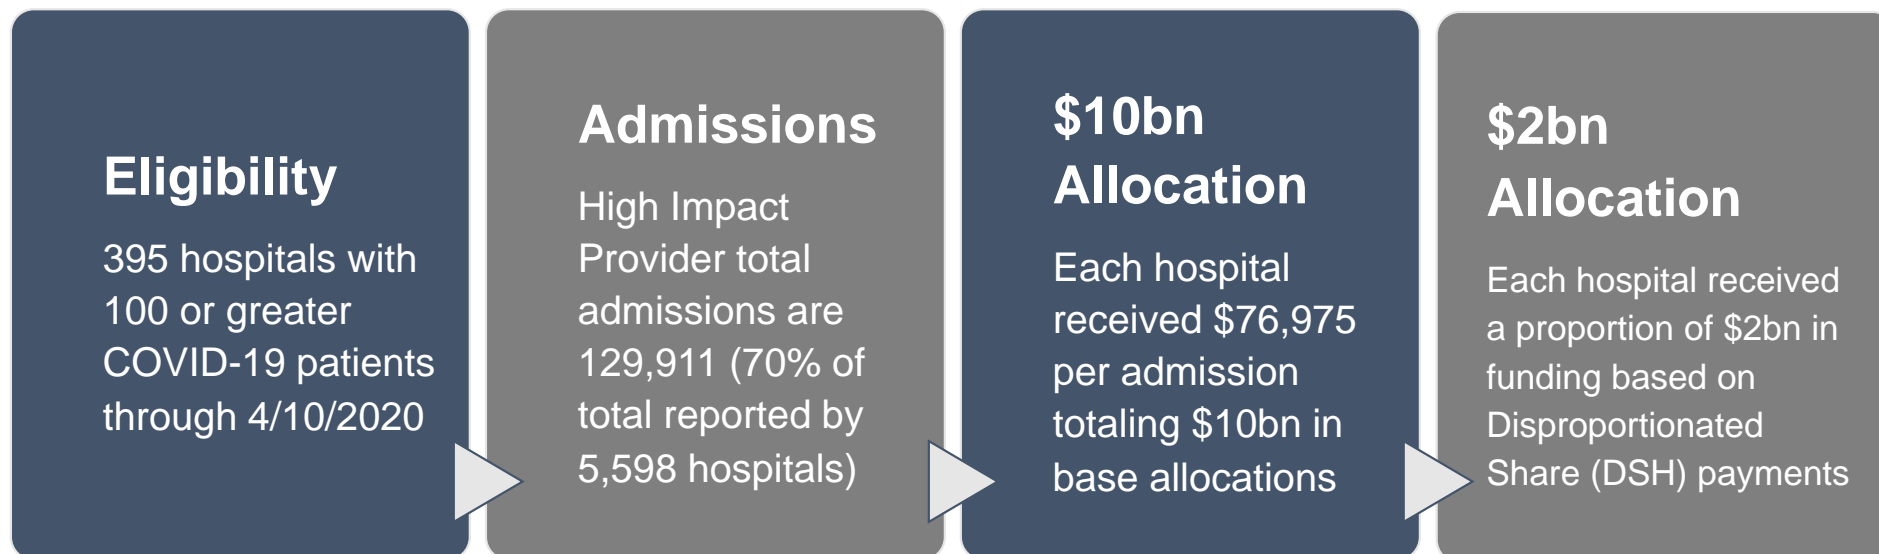 Eligibility
395 hospitals with
100 or greater
COVID-19 patients
through 4/10/2020
Admissions
High Impact
Provider total
admissions are
129,911 (70% of
total reported by
5,598 hospitals)
$10bn
Allocation
Each hospital
received $76,975
per admission
totaling $10bn in
base allocations
$2bn
Allocation
Each hospital received
a proportion of $2bn in
funding based on
Disproportionated
Share (DSH) payments